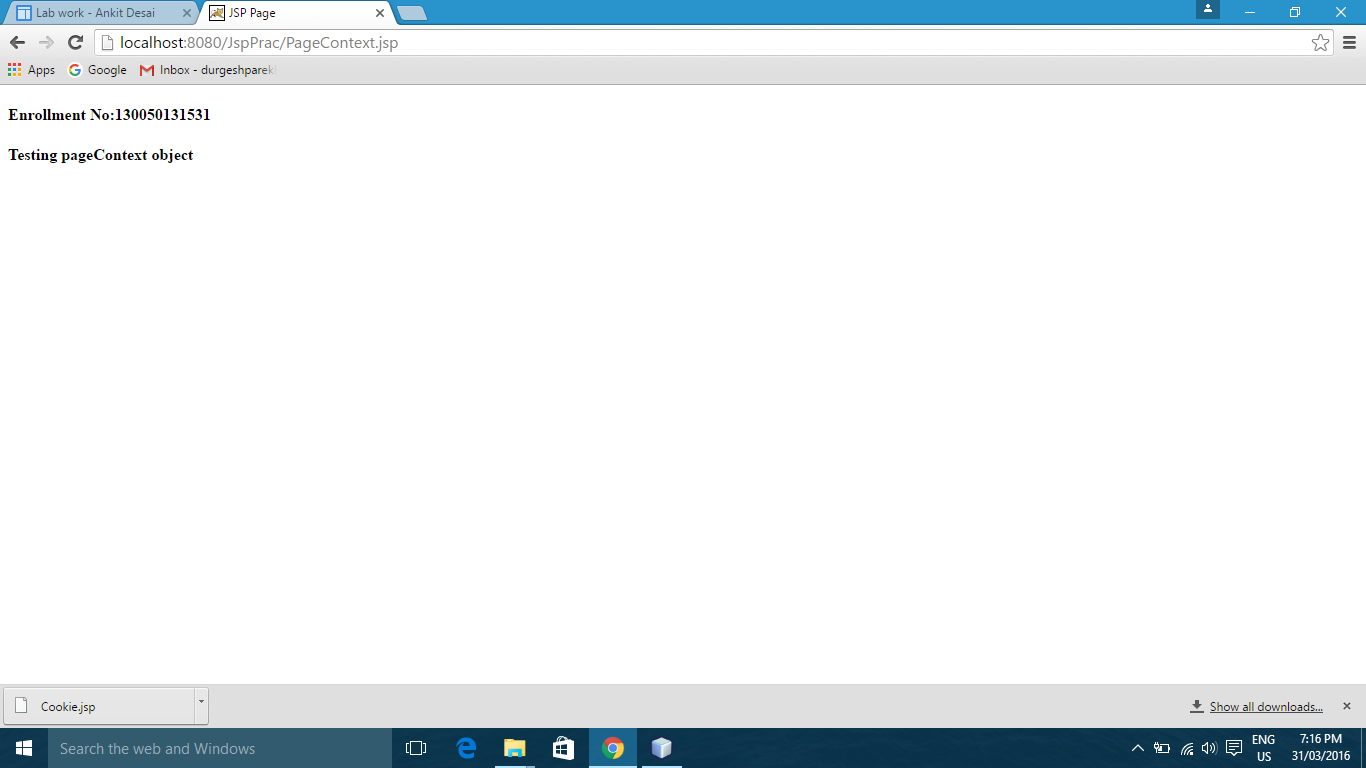 Lab work - Ankit Desai
JSP Page
localhost:8080/JspPrac/PageContext.jsp
Apps
Google
Inbox - durgeshparek
Enrollment No:130050131531
Testing pageContext object
Cookie.jsp
Show all downloads...
Search the web and Windows
ENG
US
7:16 PM
31/03/2016